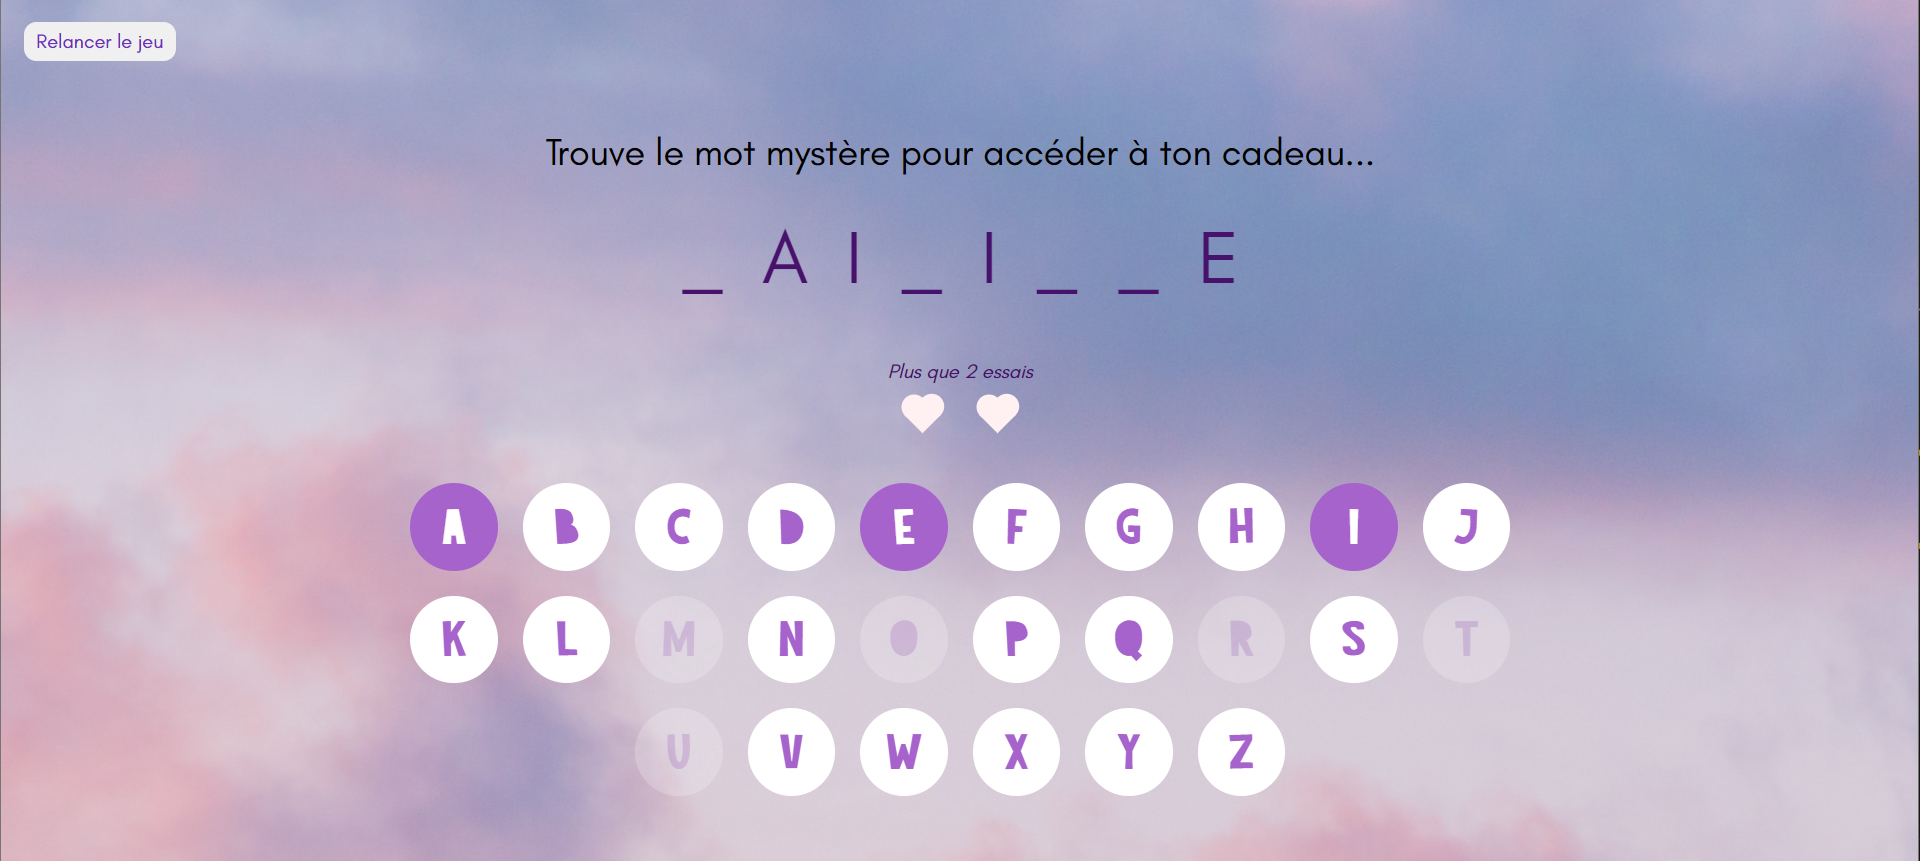 Relancer le jeu
Trouve le mot mystère pour accéder à ton cadeau...
_ A I _ I _ _ E
Plus que 2 essais
A B C D E F G H I J
K L M N O P Q R S T
U V W X Y Z